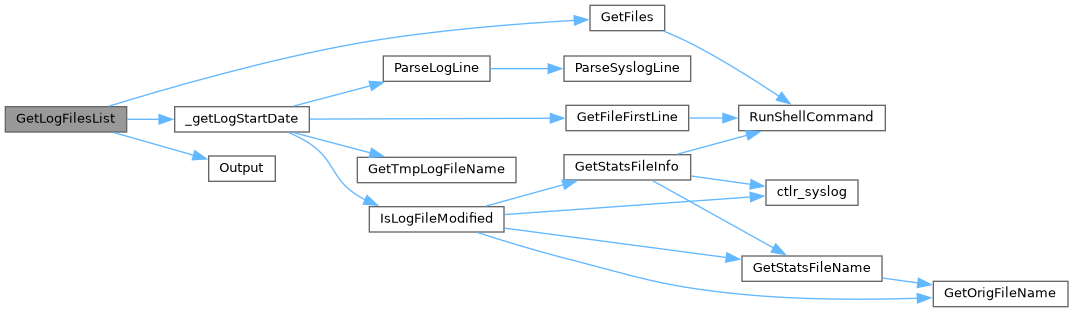 GetLogFilesList
GetFiles
_getLogStartDate
Output
ParseLogLine
ParseSyslogLine
GetFileFirstLine
RunShellCommand
GetTmpLogFileName
IsLogFileModified
GetStatsFileInfo
ctlr_syslog
GetStatsFileName
GetOrigFileName